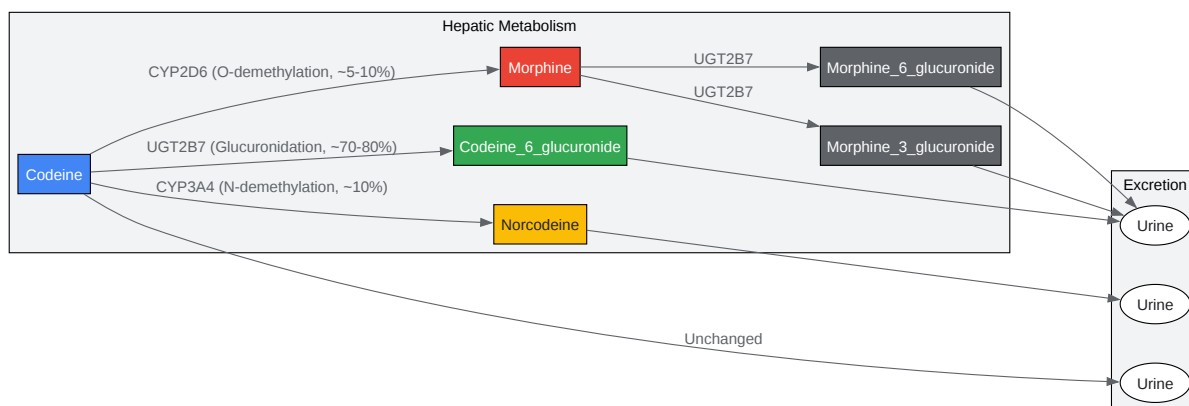 Hepatic Metabolism
CYP2D6 (O-demethylation, ~5-10%)
Morphine
UGT2B7
Morphine_6_glucuronide
UGT2B7
UGT2B7 (Glucuronidation, ~70-80%)
Codeine_6_glucuronide
Morphine_3_glucuronide
Codeine
CYP3A4 (N-demethylation, ~10%)
Norcodeine
Excretion
Urine
Urine
Unchanged
Urine